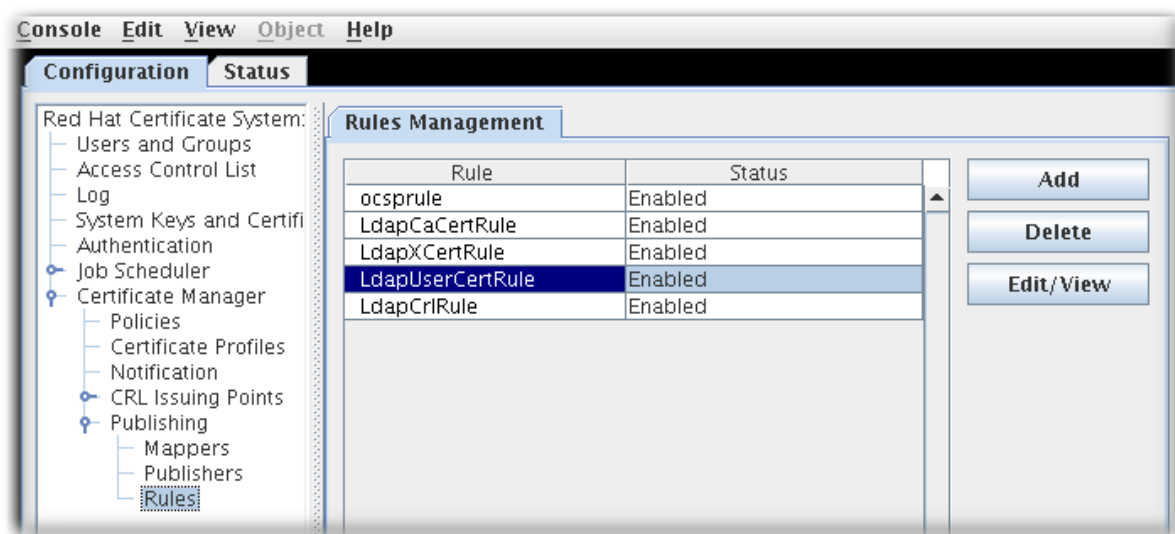 Console Edit View Object Help
Configuration Status
Red Hat Certificate System:
Users and Groups
Access Control List
Log
System Keys and Certifi
Authentication
Job Scheduler
Certificate Manager
Policies
Certificate Profiles
Notification
CRL Issuing Points
Publishing
Mappers
Publishers
Rules
Rules Management
Rule Status
ocsprule Enabled
LdapCaCertRule Enabled
LdapXCertRule Enabled
LdapUserCertRule Enabled
LdapCrlRule Enabled
Add
Delete
Edit/View